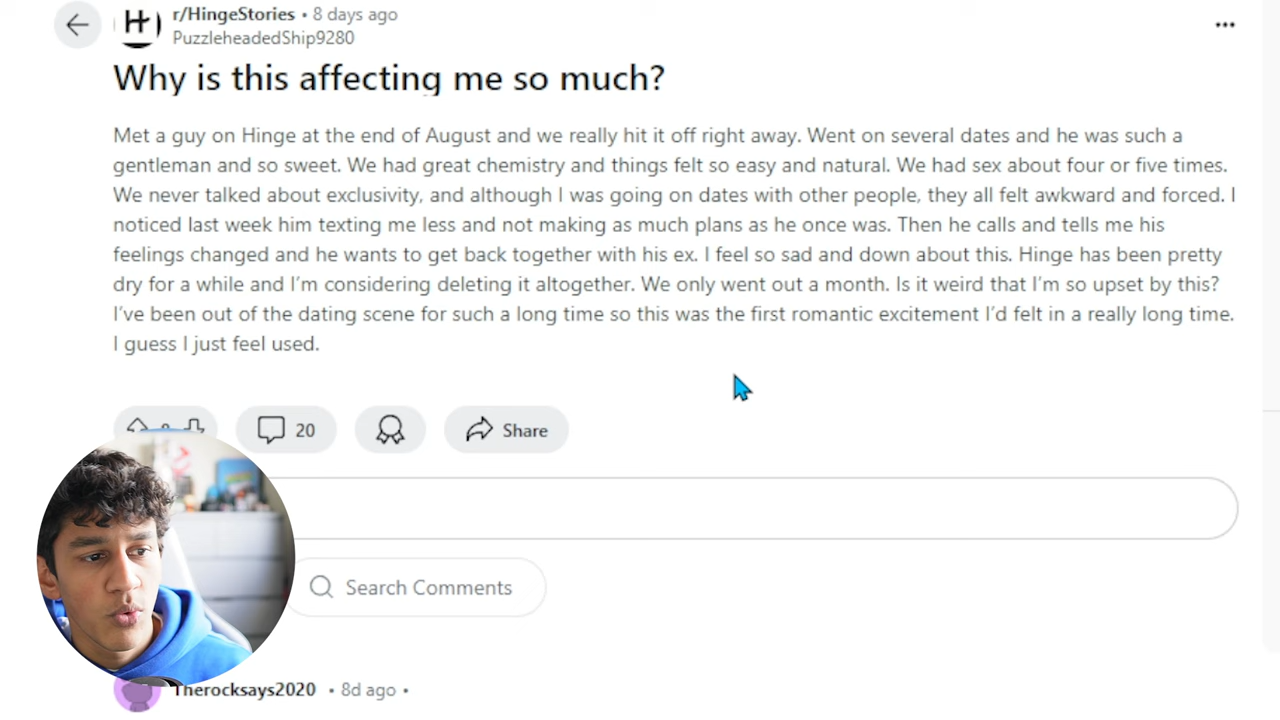 r/HingeStories • 8 days ago
PuzzleheadedShip9280
Why is this affecting me so much?
Met a guy on Hinge at the end of August and we really hit it off right away. Went on several dates and he was such a
gentleman and so sweet. We had great chemistry and things felt so easy and natural. We had sex about four or five times.
We never talked about exclusivity, and although I was going on dates with other people, they all felt awkward and forced. I
noticed last week him texting me less and not making as much plans as he once was. Then he calls and tells me his
feelings changed and he wants to get back together with his ex. I feel so sad and down about this. Hinge has been pretty
dry for a while and I'm considering deleting it altogether. We only went out a month. Is it weird that I'm so upset by this?
I've been out of the dating scene for such a long time so this was the first romantic excitement I'd felt in a really long time.
I guess I just feel used.
20
Share
Search Comments
Therocksays2020 • 8d ago •